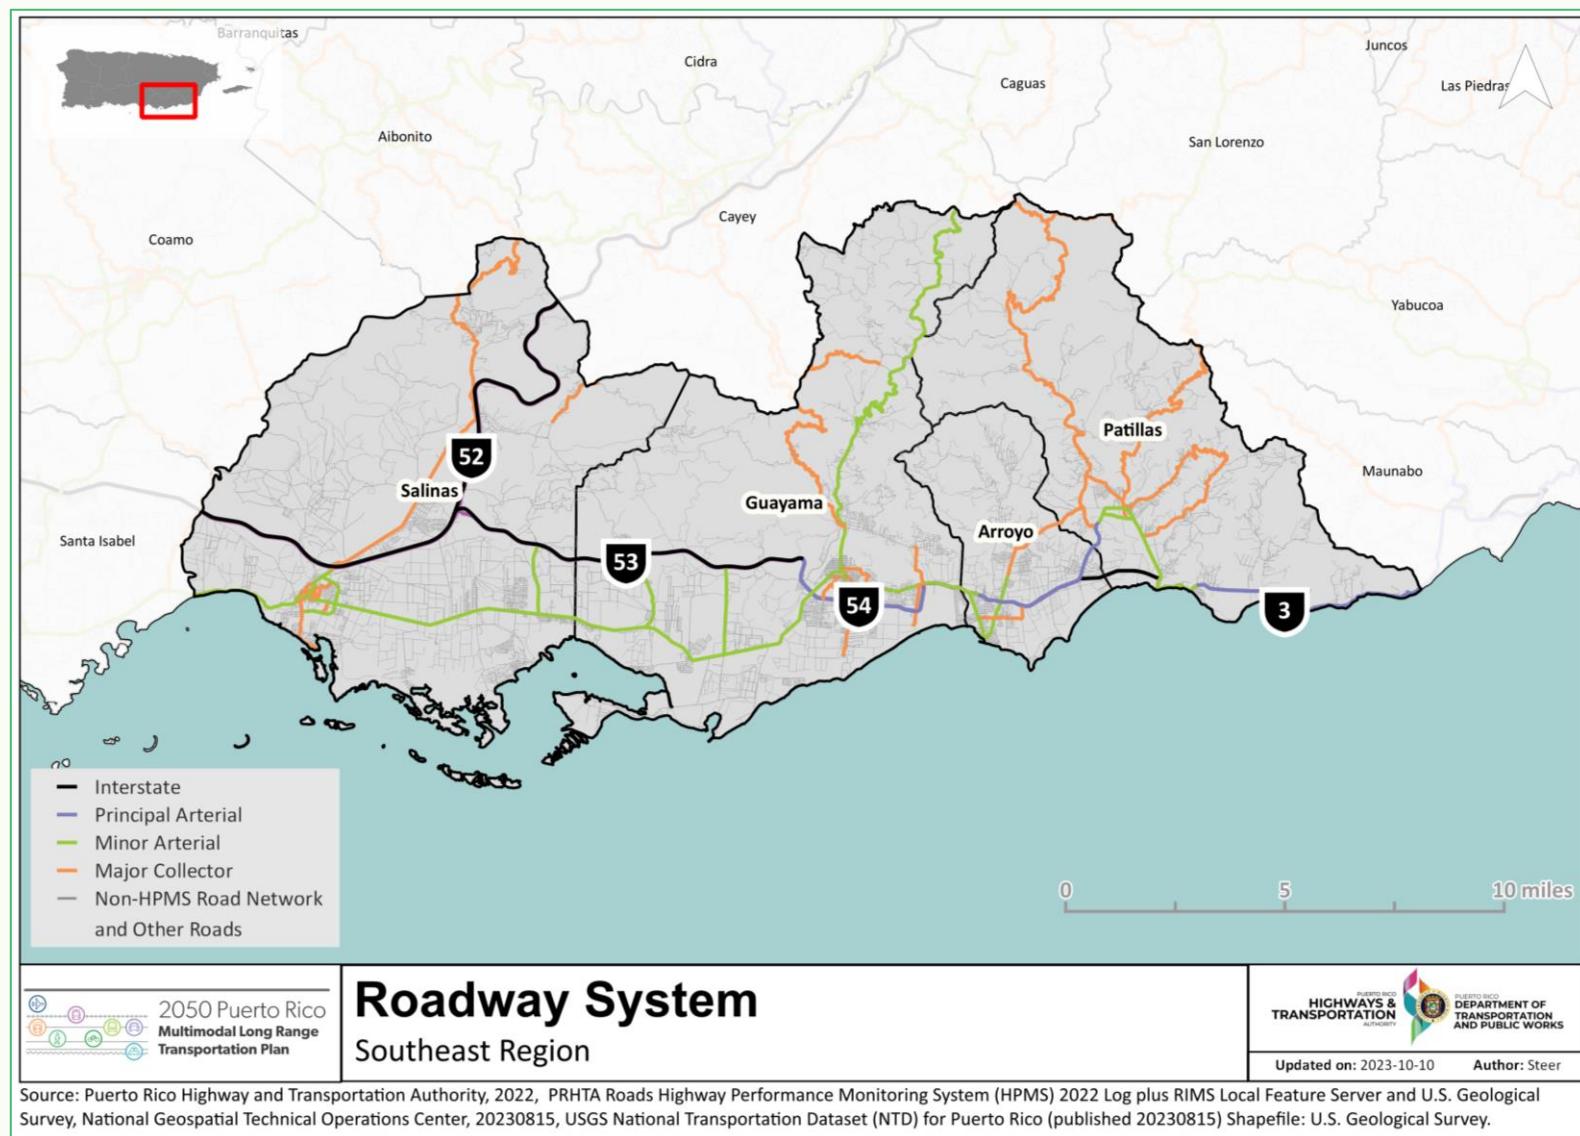 Barranquitas
Cidra
Juncos
Caguas
Las Piedras
Aibonito
San Lorenzo
Cayey
Coamo
Yabucoa
Patillas
52
Maunabo
Salinas
Guayama
Arroyo
Santa Isabel
53
54
3
Interstate
Principal Arterial
Minor Arterial
Major Collector
Non-HPMS Road Network
and Other Roads
0 5 10 miles
2050 Puerto Rico
Multimodal Long Range
Transportation Plan
Roadway System
Southeast Region
PUERTO RICO
HIGHWAYS &
TRANSPORTATION
AUTHORITY
PUERTO RICO
DEPARTMENT OF
TRANSPORTATION
AND PUBLIC WORKS
Updated on: 2023-10-10 Author: Steer
Source: Puerto Rico Highway and Transportation Authority, 2022, PRHTA Roads Highway Performance Monitoring System (HPMS) 2022 Log plus RIMS Local Feature Server and U.S. Geological
Survey, National Geospatial Technical Operations Center, 20230815, USGS National Transportation Dataset (NTD) for Puerto Rico (published 20230815) Shapefile: U.S. Geological Survey.